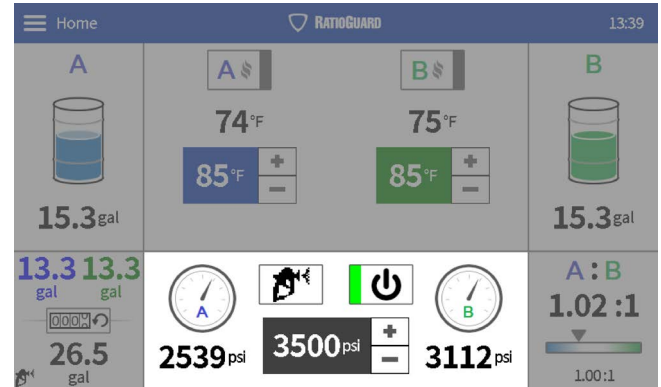 Home RATIOGUARD 13:39
A A B B
74°F 75°F
85°F + − 85°F + −
15.3gal 15.3gal
13.3 gal 13.3 gal
A:B
1.02 :1
000
26.5
gal
A B
2539psi 3500psi + − 3112psi
1.00:1